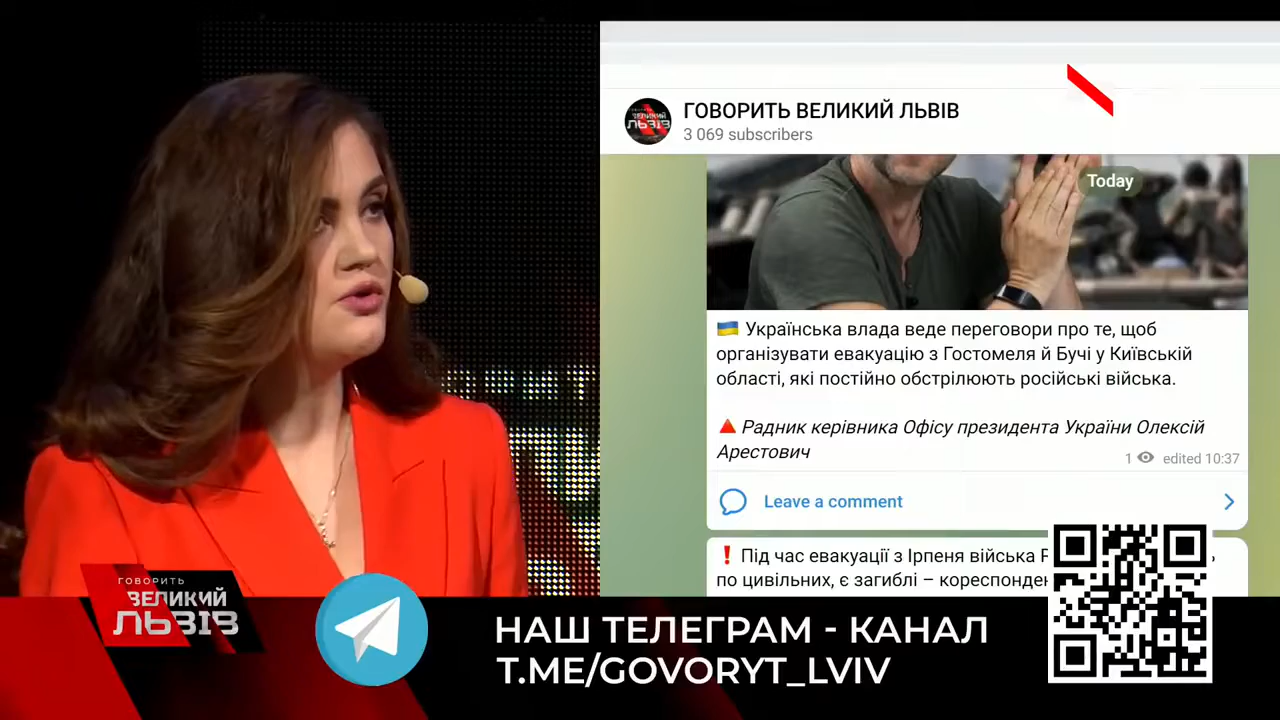 ГОВОРИТЬ ВЕЛИКИЙ ЛЬВІВ
3 069 subscribers
Today
🇺🇦 Українська влада веде переговори про те, щоб
організувати евакуацію з Гостомеля й Бучі у Київській
області, які постійно обстрілюють російські війська.
🔺 Радник керівника Офісу президента України Олексій
Арестович
1 edited 10:37
Leave a comment
❗ Під час евакуації з Ірпеня війська
по цивільних, є загиблі –
ГОВОРИТЬ
ВЕЛИКИЙ
ЛЬВІВ
НАШ ТЕЛЕГРАМ - КАНАЛ
T.ME/GOVORYT_LVIV